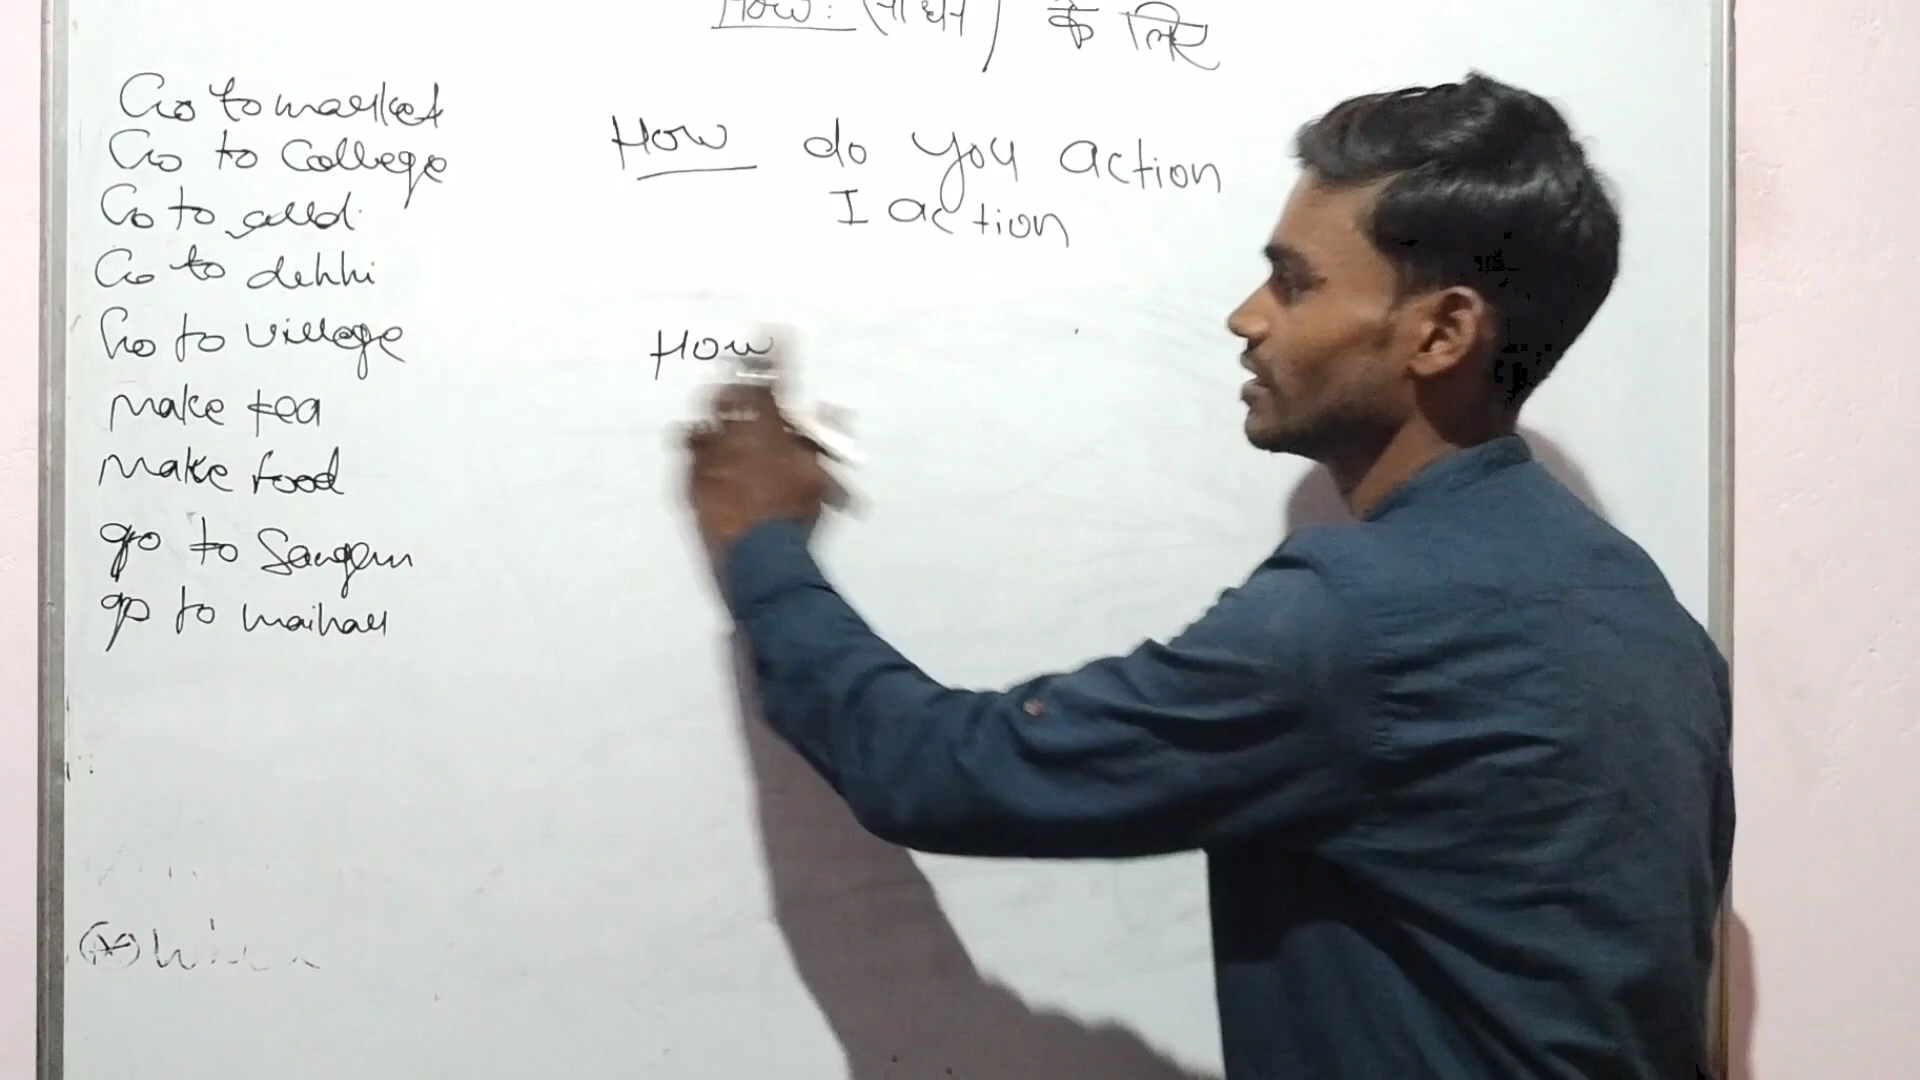 How: (साधन) के लिए
Go to market
Go to College
Go to alld.
Go to dehhi
Go to village
make tea
make food
go to Sangam
go to maihar
How do you action
I action
How